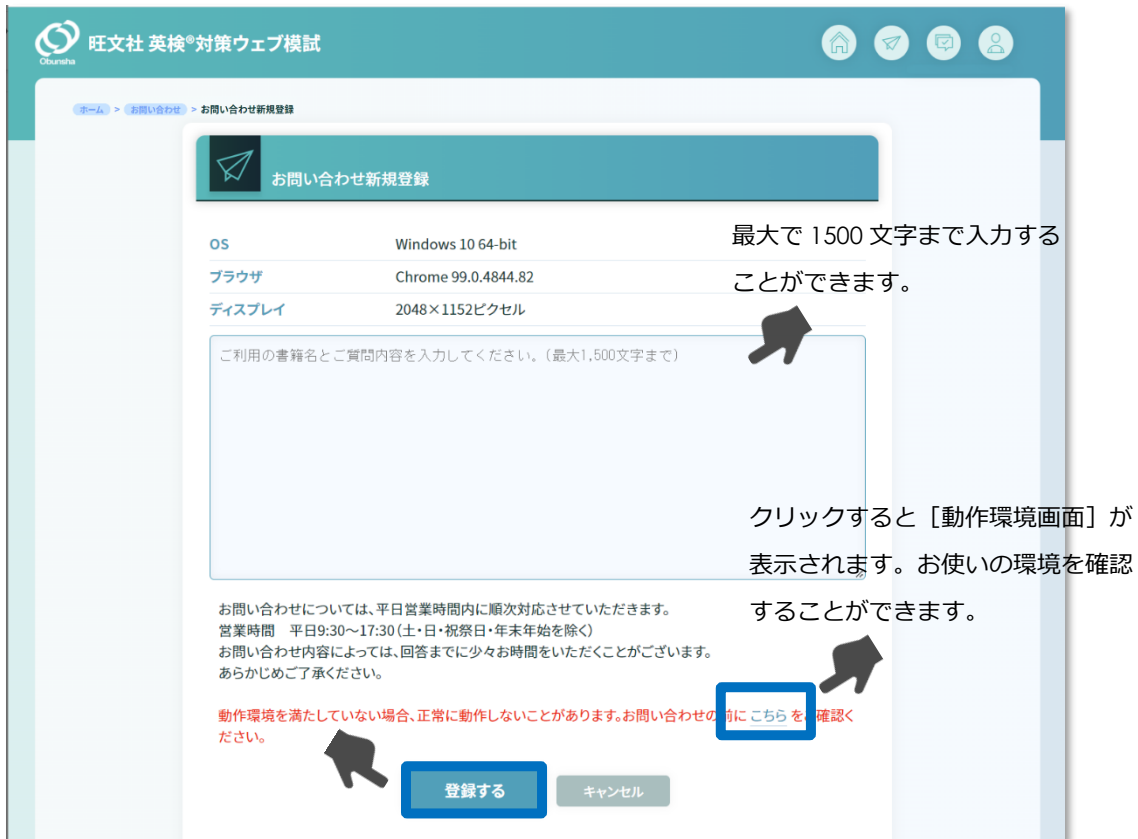 Obunsha
旺文社 英検®対策ウェブ模試
ホーム > お問い合わせ > お問い合わせ新規登録
お問い合わせ新規登録
OS Windows 10 64-bit
ブラウザ Chrome 99.0.4844.82
ディスプレイ 2048×1152ピクセル
最大で 1500 文字まで入力する
ことができます。
ご利用の書籍名とご質問内容を入力してください。（最大1,500文字まで）
クリックすると［動作環境画面］が
表示されます。お使いの環境を確認
することができます。
お問い合わせについては、平日営業時間内に順次対応させていただきます。
営業時間　平日9:30～17:30（土・日・祝祭日・年末年始を除く）
お問い合わせ内容によっては、回答までに少々お時間をいただくことがございます。
あらかじめご了承ください。
動作環境を満たしていない場合、正常に動作しないことがあります。お問い合わせの前に こちら をご確認く
ださい。
登録する
キャンセル